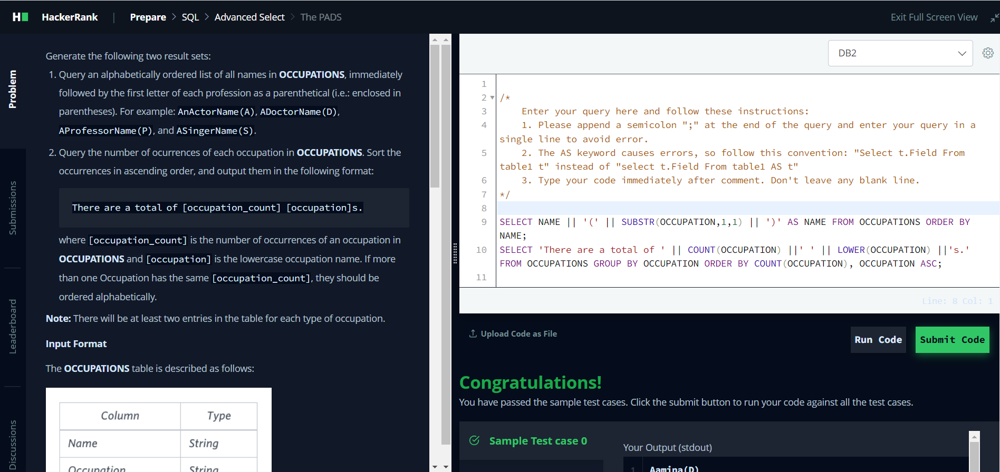 H HackerRank | Prepare > SQL > Advanced Select > The PADS
Exit Full Screen View
Problem
Submissions
Leaderboard
Discussions
Generate the following two result sets:
1. Query an alphabetically ordered list of all names in OCCUPATIONS, immediately
followed by the first letter of each profession as a parenthetical (i.e.: enclosed in
parentheses). For example: AnActorName(A), ADoctorName(D),
AProfessorName(P), and ASingerName(S).
2. Query the number of ocurrences of each occupation in OCCUPATIONS. Sort the
occurrences in ascending order, and output them in the following format:
There are a total of [occupation_count] [occupation]s.
where [occupation_count] is the number of occurrences of an occupation in
OCCUPATIONS and [occupation] is the lowercase occupation name. If more
than one Occupation has the same [occupation_count], they should be
ordered alphabetically.
Note: There will be at least two entries in the table for each type of occupation.
Input Format
The OCCUPATIONS table is described as follows:
Column Type
Name String
Occupation String
DB2
1
2 /*
3 Enter your query here and follow these instructions:
4 1. Please append a semicolon ";" at the end of the query and enter your query in a
single line to avoid error.
5 2. The AS keyword causes errors, so follow this convention: "Select t.Field From
table1 t" instead of "select t.Field From table1 AS t"
6 3. Type your code immediately after comment. Don't leave any blank line.
7 */
8
9 SELECT NAME || '(' || SUBSTR(OCCUPATION,1,1) || ')' AS NAME FROM OCCUPATIONS ORDER BY
NAME;
10 SELECT 'There are a total of ' || COUNT(OCCUPATION) ||' ' || LOWER(OCCUPATION) ||'s.'
FROM OCCUPATIONS GROUP BY OCCUPATION ORDER BY COUNT(OCCUPATION), OCCUPATION ASC;
11
Line: 8 Col: 1
Upload Code as File
Run Code
Submit Code
Congratulations!
You have passed the sample test cases. Click the submit button to run your code against all the test cases.
Sample Test case 0
Your Output (stdout)
1 Aamina(D)